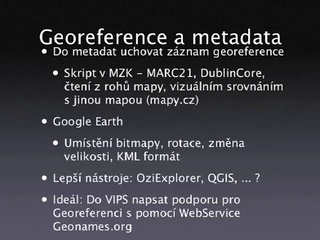 Georeference a metadata
Do metadat uchovat záznam georeference
Skript v MZK - MARC21, DublinCore,
čtení z rohů mapy, vizuálním srovnáním
s jinou mapou (mapy.cz)
Google Earth
Umístění bitmapy, rotace, změna
velikosti, KML formát
Lepší nástroje: OziExplorer, QGIS, ... ?
Ideál: Do VIPS napsat podporu pro
Georeferenci s pomocí WebService
Geonames.org